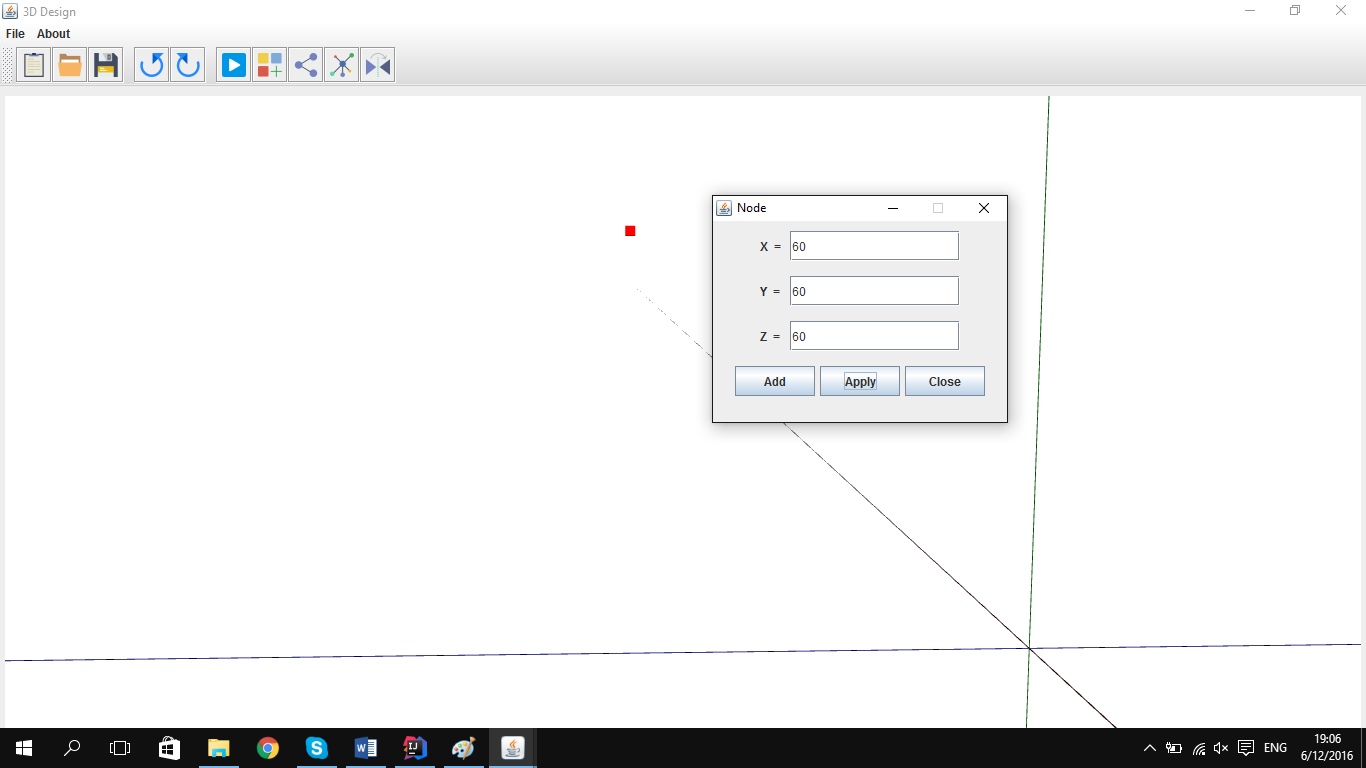 3D Design
File About
Node
X = 60
Y = 60
Z = 60
Add Apply Close
ENG
19:06
6/12/2016